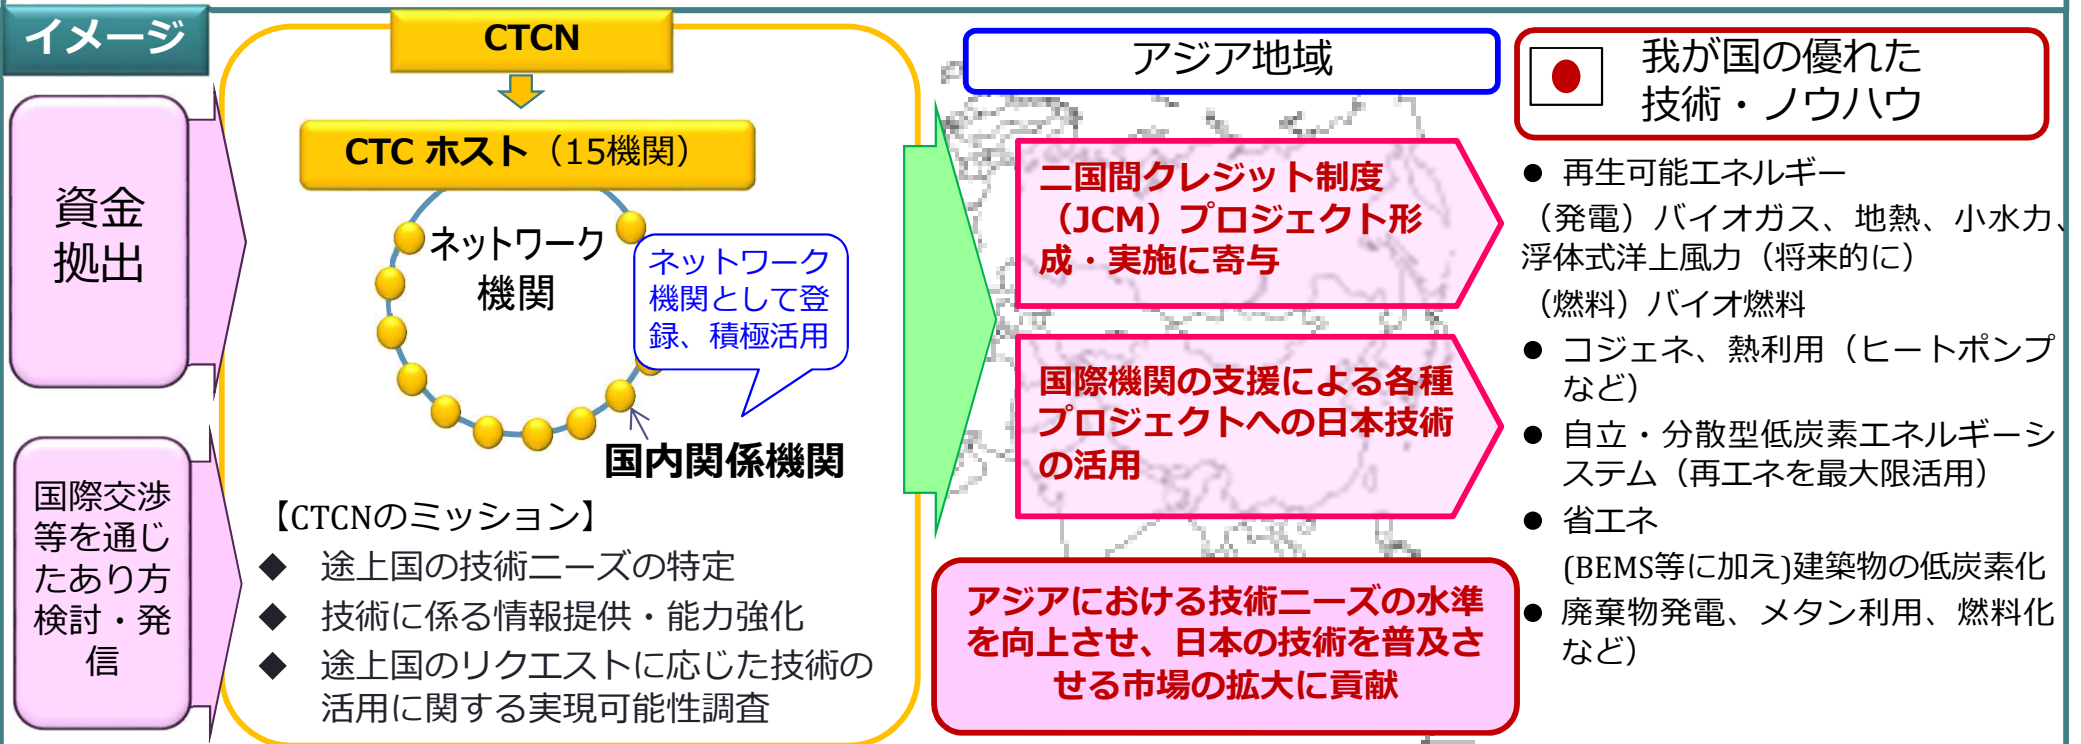 イメージ
資金
拠出
国際交渉
等を通じ
たあり方
検討・発
信
CTCN
CTC ホスト（15機関）
ネットワーク
機関
ネットワーク
機関として登
録、積極活用
国内関係機関
【CTCNのミッション】
◆ 途上国の技術ニーズの特定
◆ 技術に係る情報提供・能力強化
◆ 途上国のリクエストに応じた技術の
活用に関する実現可能性調査
アジア地域
二国間クレジット制度
（JCM）プロジェクト形
成・実施に寄与
国際機関の支援による各種
プロジェクトへの日本技術
の活用
アジアにおける技術ニーズの水準
を向上させ、日本の技術を普及さ
せる市場の拡大に貢献
我が国の優れた
技術・ノウハウ
● 再生可能エネルギー
（発電）バイオガス、地熱、小水力、
浮体式洋上風力（将来的に）
（燃料）バイオ燃料
● コジェネ、熱利用（ヒートポンプ
など）
● 自立・分散型低炭素エネルギーシ
ステム（再エネを最大限活用）
● 省エネ
(BEMS等に加え)建築物の低炭素化
● 廃棄物発電、メタン利用、燃料化
など）